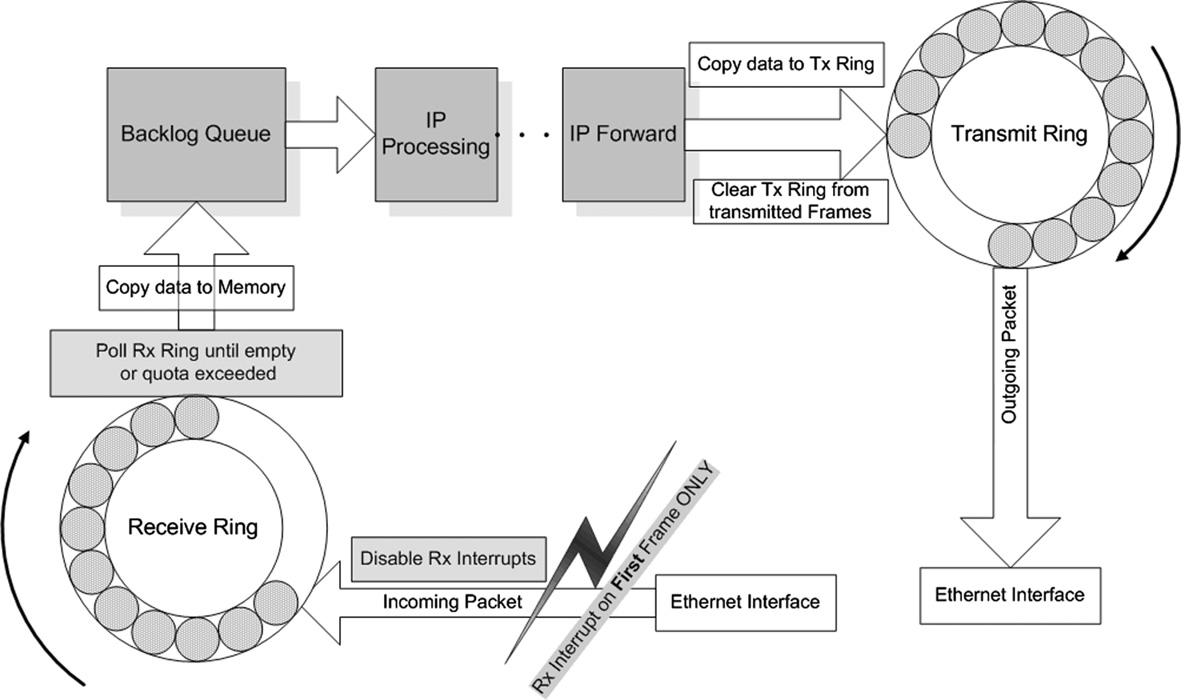 Copy data to Tx Ring
Backlog Queue
IP
Processing
. . .
IP Forward
Transmit Ring
Clear Tx Ring from
transmitted Frames
Copy data to Memory
Poll Rx Ring until empty
or quota exceeded
Outgoing Packet
Receive Ring
Disable Rx Interrupts
Rx Interrupt on First Frame ONLY
Incoming Packet
Ethernet Interface
Ethernet Interface